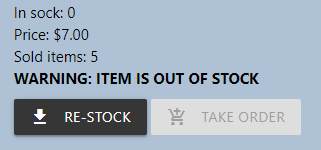 In sock: 0
Price: $7.00
Sold items: 5
WARNING: ITEM IS OUT OF STOCK
RE-STOCK TAKE ORDER